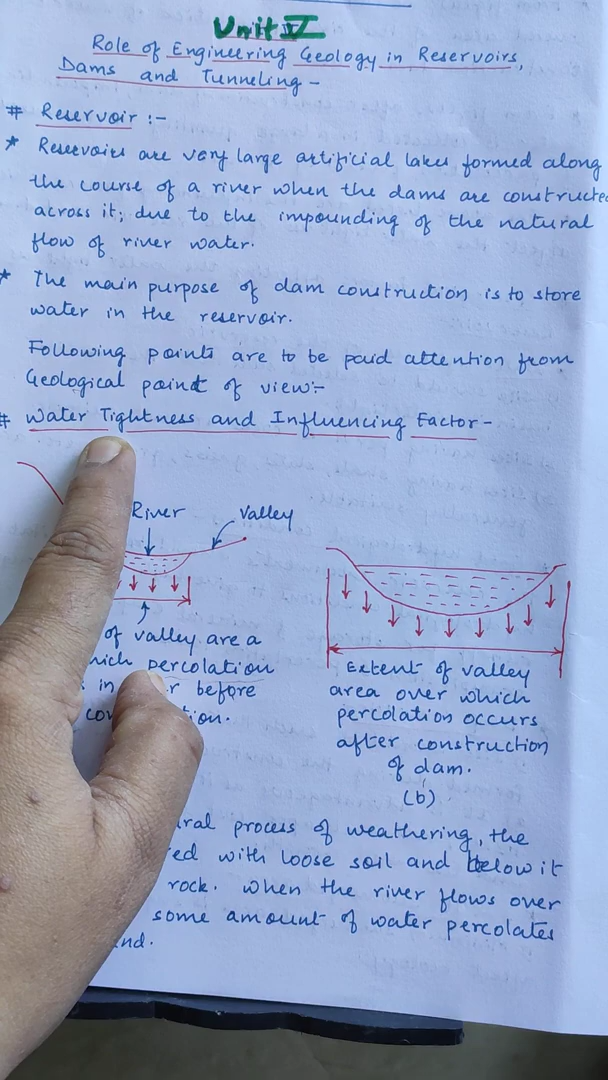 Unit V
Role of Engineering Geology in Reservoirs,
Dams and Tunneling -
# Reservoir :-
* Reservoirs are very large artificial lakes formed along
the course of a river when the dams are constructed
across it; due to the impounding of the natural
flow of river water.
* The main purpose of dam construction is to store
water in the reservoir.
Following points are to be paid attention from
Geological point of view:-
# Water Tightness and Influencing Factor -
River
Valley
of valley are a
percolation
in before
Extent of valley
area over which
percolation occurs
after construction
of dam.
(b)
process of weathering, the
with loose soil and below it
rock. when the river flows over
some amount of water percolates